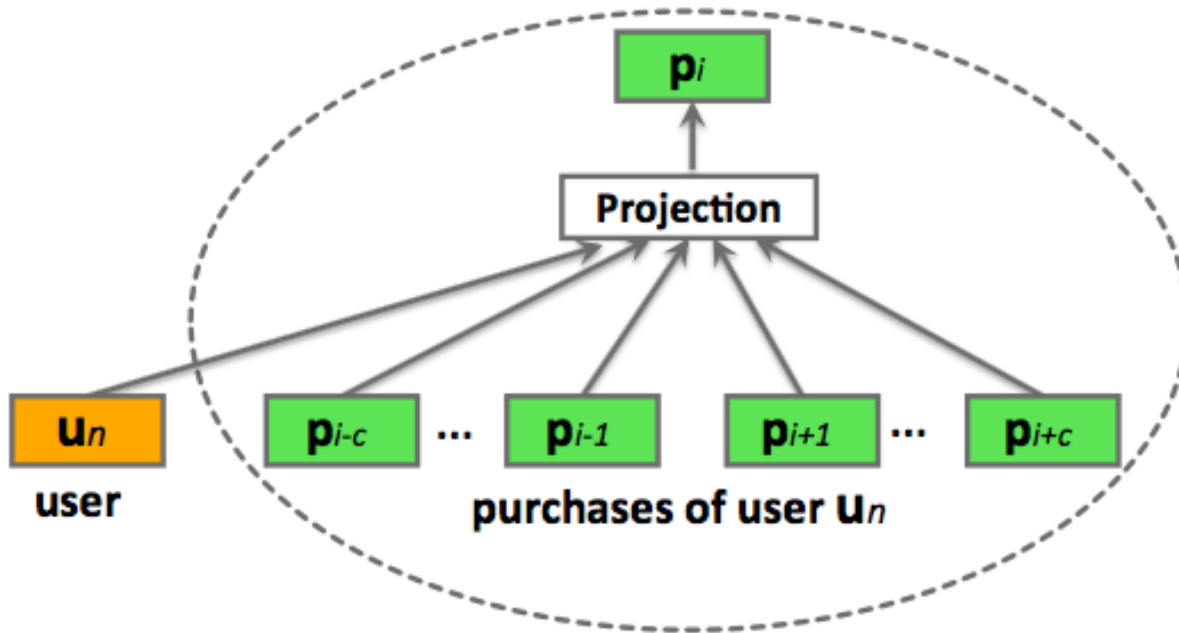 pi
Projection
un
pi-c
...
pi-1
pi+1
...
pi+c
user
purchases of user un